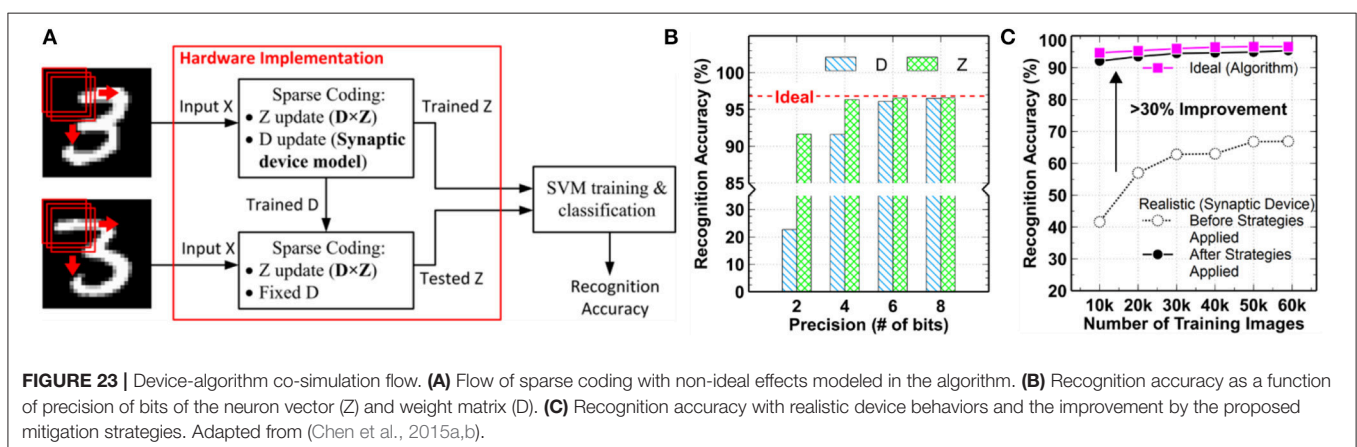 A
Hardware Implementation
Input X
Sparse Coding:
• Z update (D×Z)
• D update (Synaptic
device model)
Trained Z
Trained D
Input X
Sparse Coding:
• Z update (D×Z)
• Fixed D
Tested Z
SVM training &
classification
Recognition
Accuracy
B
Recognition Accuracy (%)
100
95
90
85
30
20
10
0
D
Z
Ideal
2
4
6
8
Precision (# of bits)
C
Recognition Accuracy (%)
100
90
80
70
60
50
40
30
20
Ideal (Algorithm)
>30% Improvement
Realistic (Synaptic Device)
Before Strategies
Applied
After Strategies
Applied
10k 20k 30k 40k 50k 60k
Number of Training Images
FIGURE 23 | Device-algorithm co-simulation flow. (A) Flow of sparse coding with non-ideal effects modeled in the algorithm. (B) Recognition accuracy as a function
of precision of bits of the neuron vector (Z) and weight matrix (D). (C) Recognition accuracy with realistic device behaviors and the improvement by the proposed
mitigation strategies. Adapted from (Chen et al., 2015a,b).